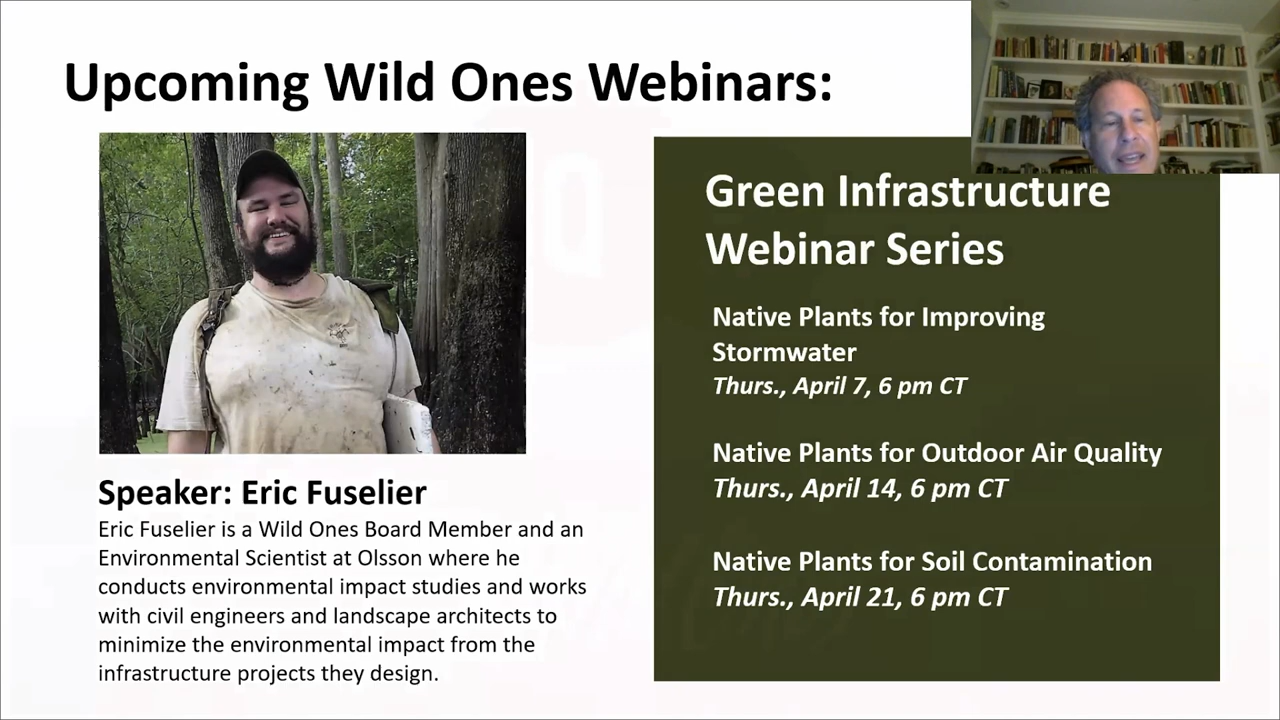 Upcoming Wild Ones Webinars:
Speaker: Eric Fuselier
Eric Fuselier is a Wild Ones Board Member and an
Environmental Scientist at Olsson where he
conducts environmental impact studies and works
with civil engineers and landscape architects to
minimize the environmental impact from the
infrastructure projects they design.
Green Infrastructure
Webinar Series
Native Plants for Improving
Stormwater
Thurs., April 7, 6 pm CT
Native Plants for Outdoor Air Quality
Thurs., April 14, 6 pm CT
Native Plants for Soil Contamination
Thurs., April 21, 6 pm CT